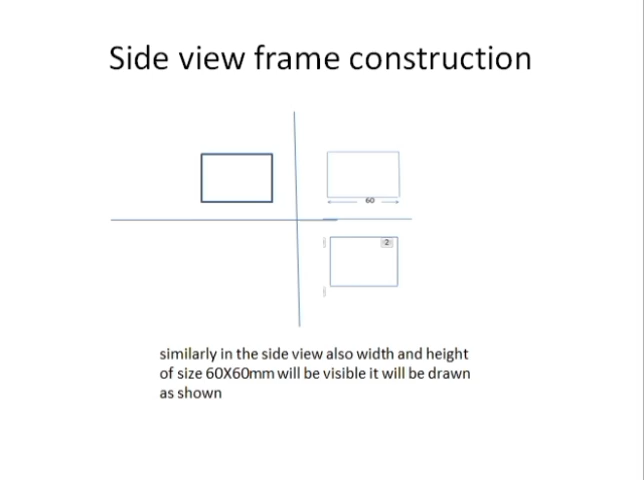 Side view frame construction
60
2
similarly in the side view also width and height
of size 60X60mm will be visible it will be drawn
as shown